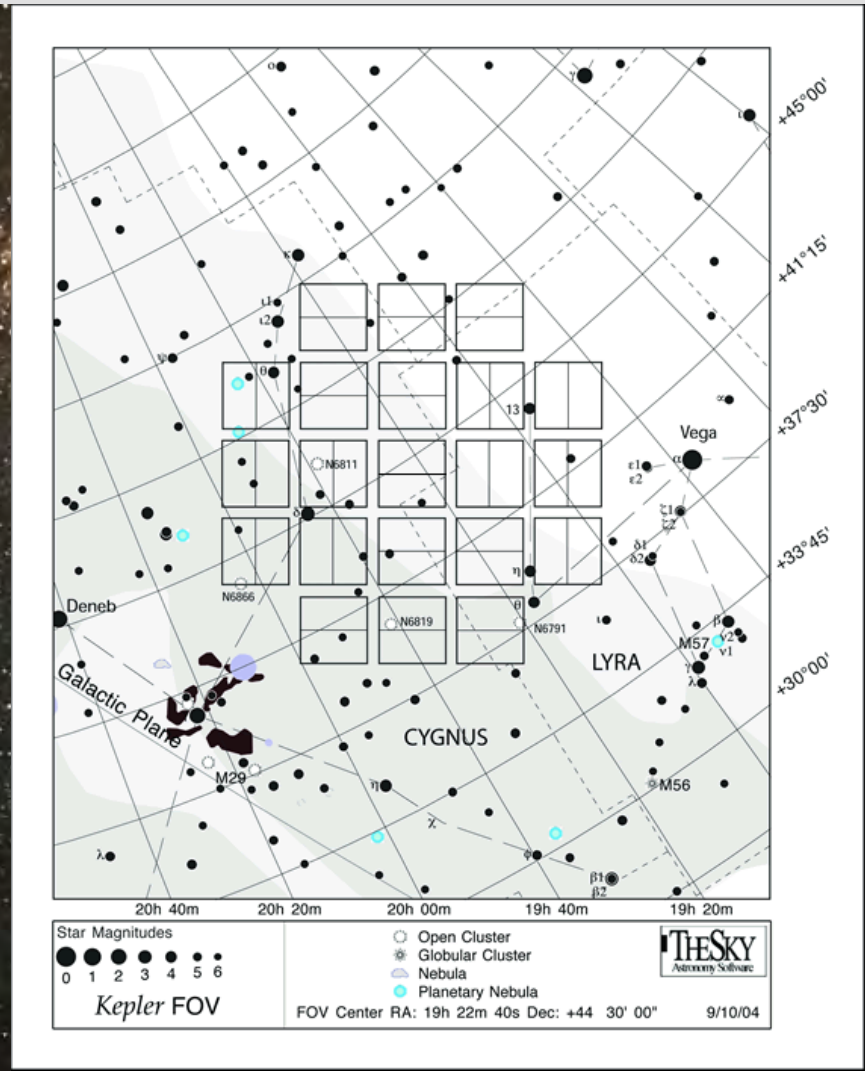 ο
γ
ι
+45°00'
κ
+41°15'
ι1
ι2
ψ
θ
13
∝
+37°30'
Vega
α
ε1
ε2
N6811
δ
ζ1
ζ2
+33°45'
δ1
δ2
η
N6866
θ
Deneb
N6819
N6791
ι
β
M57
ν2
ν1
γ
λ
LYRA
+30°00'
Galactic Plane
CYGNUS
M29
η
M56
χ
λ
ϕ
β1
β2
20h 40m 20h 20m 20h 00m 19h 40m 19h 20m
Star Magnitudes
0 1 2 3 4 5 6
Kepler FOV
Open Cluster
Globular Cluster
Nebula
Planetary Nebula
THESKY
Astronomy Software
FOV Center RA: 19h 22m 40s Dec: +44 30' 00" 9/10/04